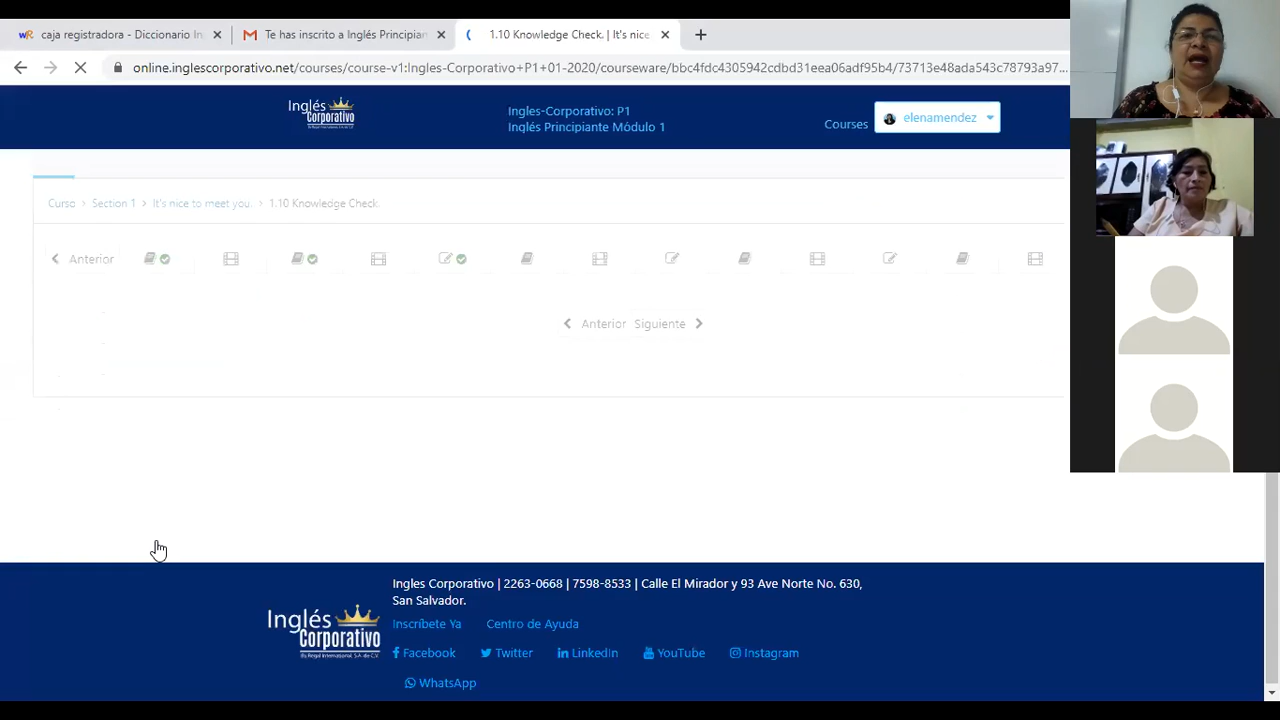 caja registradora - Diccionario In
Te has inscrito a Inglés Principian
1.10 Knowledge Check. | It's nice
online.inglescorporativo.net/courses/course-v1:Ingles-Corporativo+P1+01-2020/courseware/bbc4fdc4305942cdbd31eea06adf95b4/73713e48ada543c78793a97...
Inglés
Corporativo
Ingles-Corporativo: P1
Inglés Principiante Módulo 1
Courses
elenamendez
Curso > Section 1 > It's nice to meet you. > 1.10 Knowledge Check.
Anterior
Anterior Siguiente
Inglés
Corporativo
Ingles Corporativo | 2263-0668 | 7598-8533 | Calle El Mirador y 93 Ave Norte No. 630,
San Salvador.
Inscríbete Ya Centro de Ayuda
Facebook Twitter LinkedIn YouTube Instagram
WhatsApp